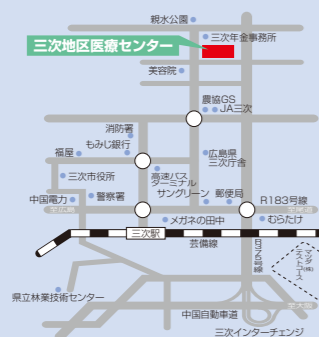 親水公園
三次年金事務所
三次地区医療センター
美容院
農協GS
JA三次
消防署
もみじ銀行
福屋
広島県
三次庁舎
高速バス
ターミナル
三次市役所
サングリーン
郵便局
中国電力
警察署
R183号線
至広島
メガネの田中
むらたけ
三次駅
芸備線
県立林業技術センター
中国自動車道
三次インターチェンジ